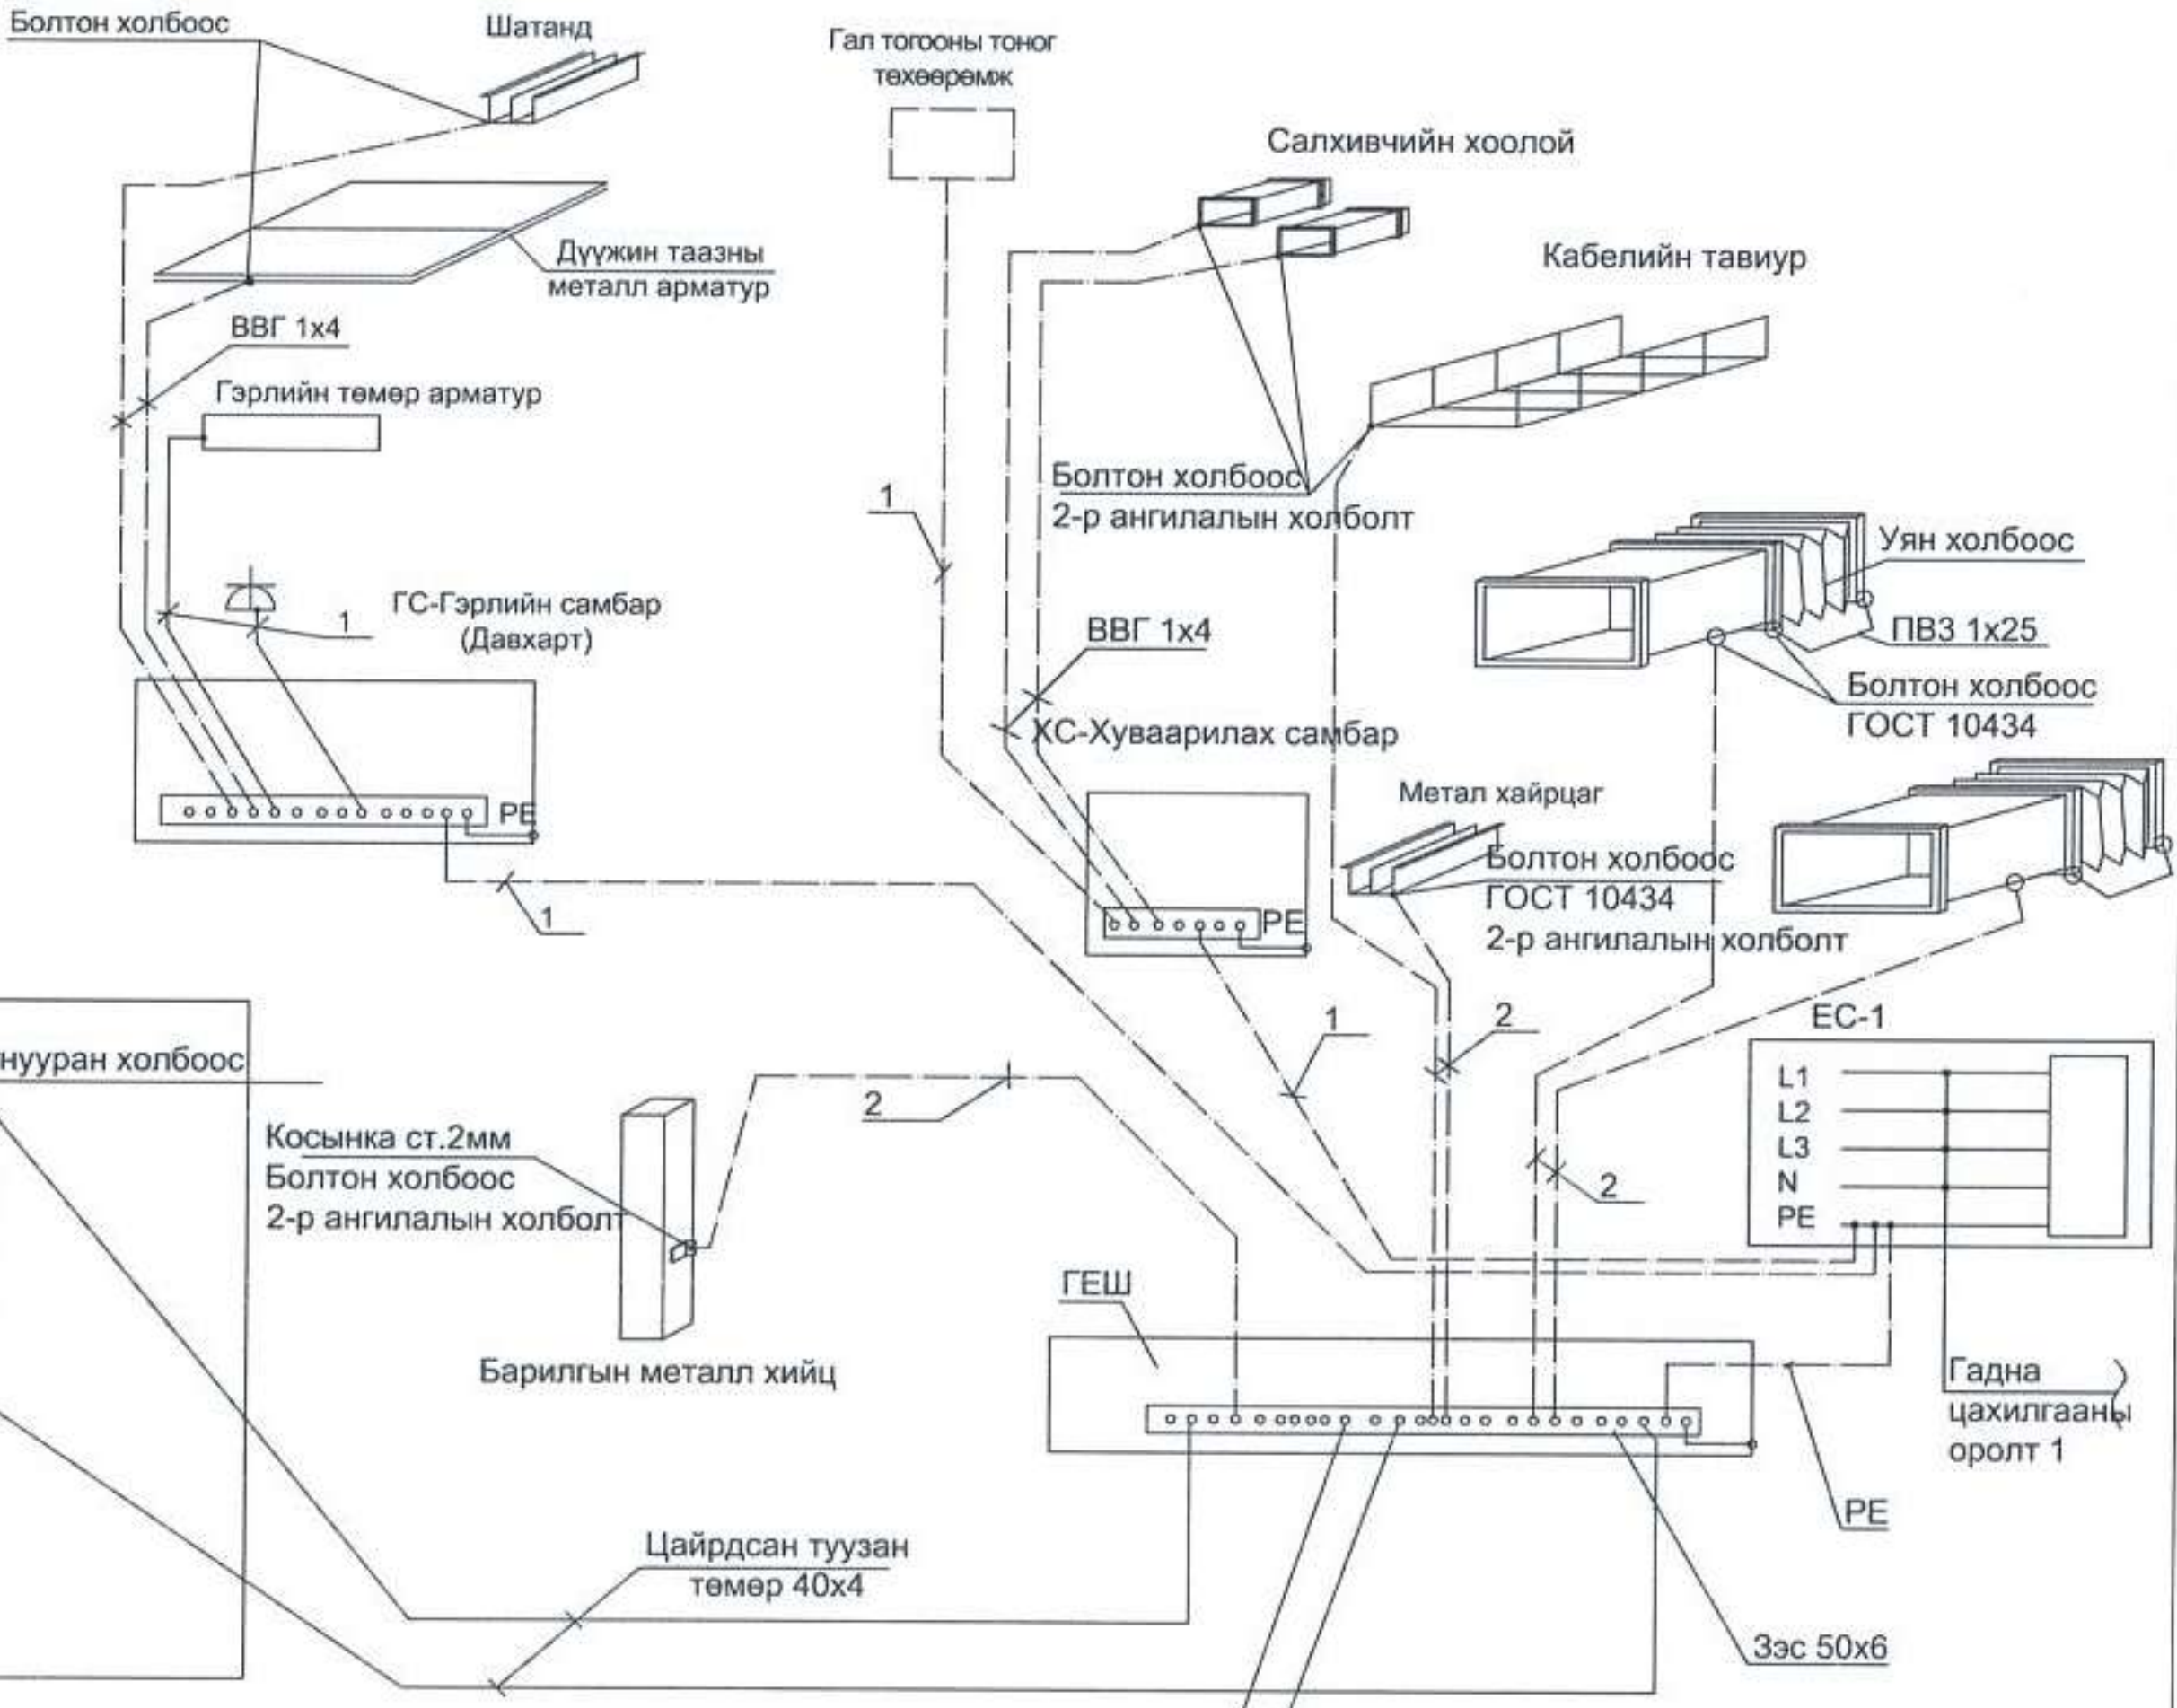 Болтон холбоос
Шатанд
Гал тогооны тоног
төхөөрөмж
Салхивчийн хоолой
Кабелийн тавиур
Дүүжин таазны
металл арматур
ВВГ 1х4
Гэрлийн төмөр арматур
Болтон холбоос
2-р ангилалын холболт
1
Уян холбоос
ПВ3 1х25
Болтон холбоос
ГОСТ 10434
1
ГС-Гэрлийн самбар
(Давхарт)
ВВГ 1х4
ХС-Хуваарилах самбар
Метал хайрцаг
PE
Болтон холбоос
ГОСТ 10434
2-р ангилалын холболт
1
PE
1
2
ЕС-1
L1
L2
L3
N
PE
нууран холбоос
2
Косынка ст.2мм
Болтон холбоос
2-р ангилалын холболт
2
ГЕШ
Барилгын металл хийц
Гадна
цахилгааны
оролт 1
PE
Цайрдсан туузан
төмөр 40х4
Зэс 50х6